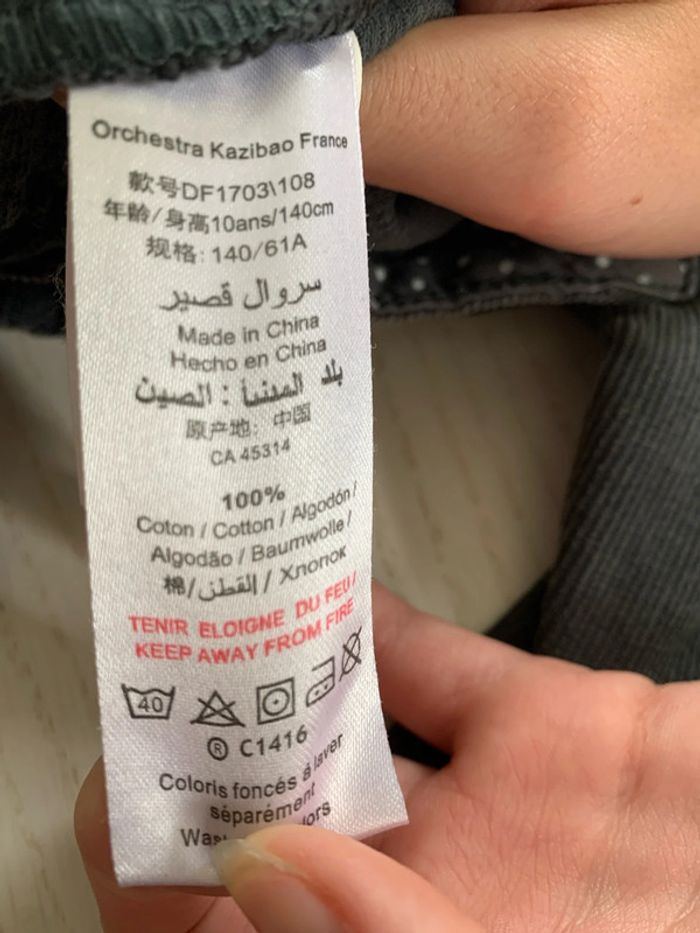 Orchestra Kazibao France
款号DF1703\108
年龄/身高10ans/140cm
规格: 140/61A
سروال قصير
Made in China
Hecho en China
بلد المنشأ : الصين
原产地: 中国
CA 45314
100%
Coton / Cotton / Algodón /
Algodão / Baumwolle /
棉/القطن / Хлопок
TENIR ELOIGNE DU FEU /
KEEP AWAY FROM FIRE
40
® C1416
Coloris foncés à laver
séparément